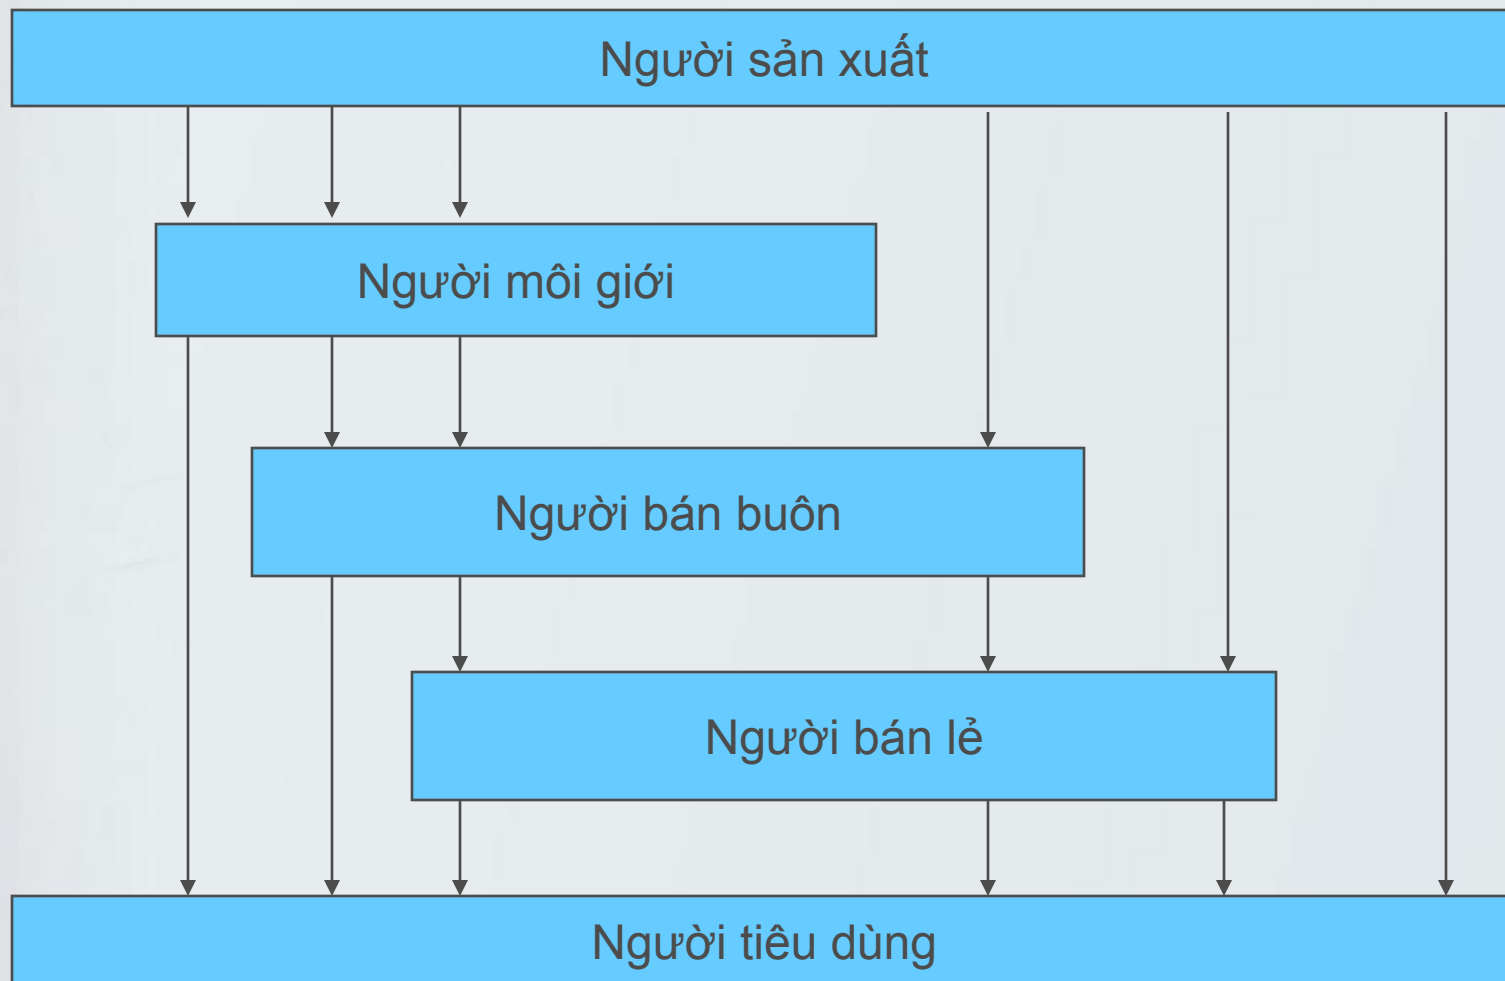 Người sản xuất
Người môi giới
Người bán buôn
Người bán lẻ
Người tiêu dùng